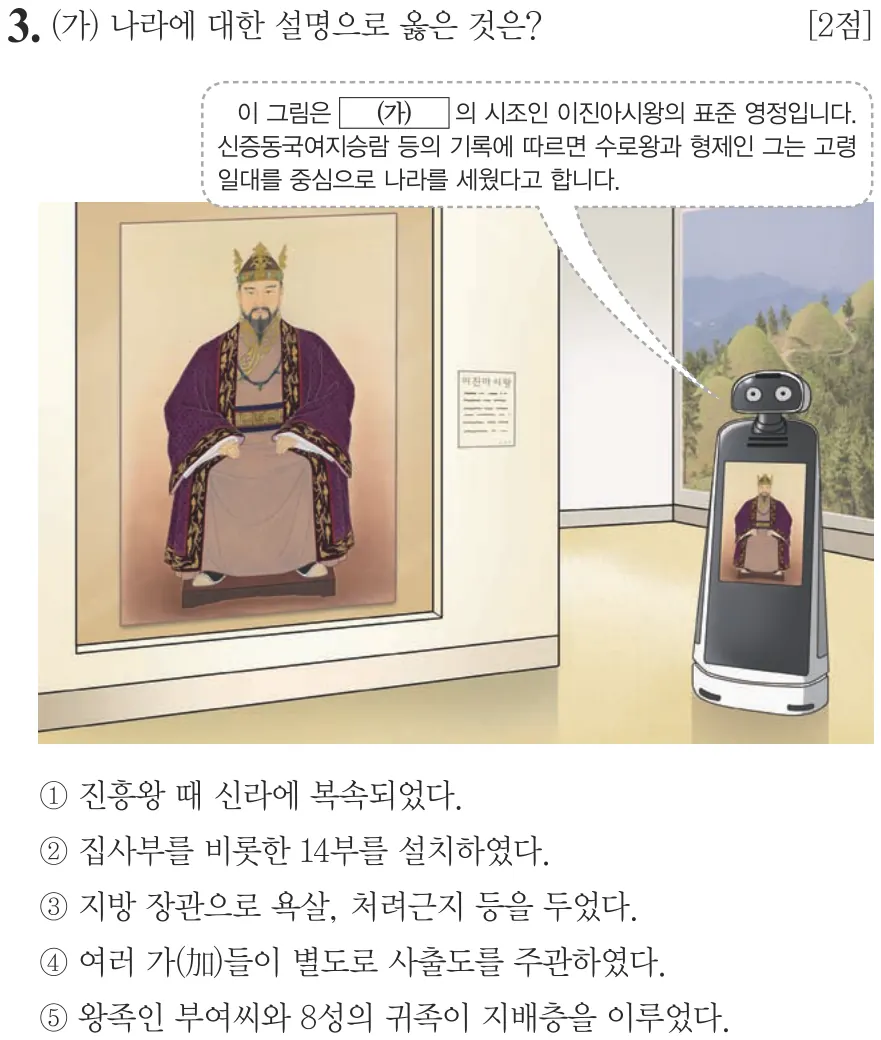 3. (가) 나라에 대한 설명으로 옳은 것은? [2점]
이 그림은 (가) 의 시조인 이진아시왕의 표준 영정입니다.
신증동국여지승람 등의 기록에 따르면 수로왕과 형제인 그는 고령
일대를 중심으로 나라를 세웠다고 합니다.
이진아시왕
① 진흥왕 때 신라에 복속되었다.
② 집사부를 비롯한 14부를 설치하였다.
③ 지방 장관으로 욕살, 처려근지 등을 두었다.
④ 여러 가(加)들이 별도로 사출도를 주관하였다.
⑤ 왕족인 부여씨와 8성의 귀족이 지배층을 이루었다.